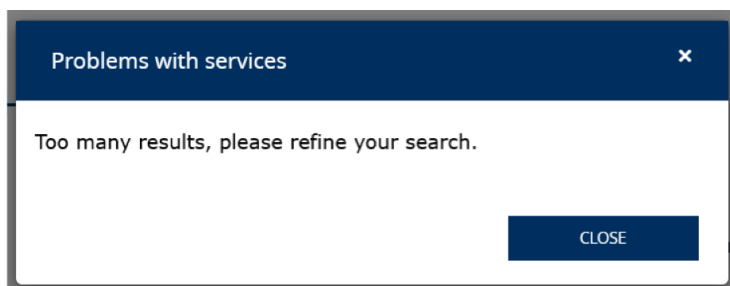 Problems with services
Too many results, please refine your search.
CLOSE